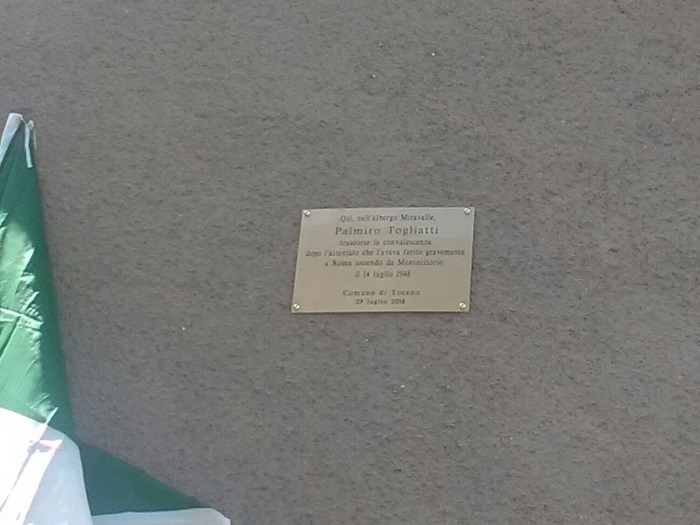 Qui, nell'albergo Miravalle,
Palmiro Togliatti
trascorse la convalescenza
dopo l'attentato che l'aveva ferito gravemente
a Roma uscendo da Montecitorio
il 14 luglio 1948
Comune di Toceno
29 luglio 2018